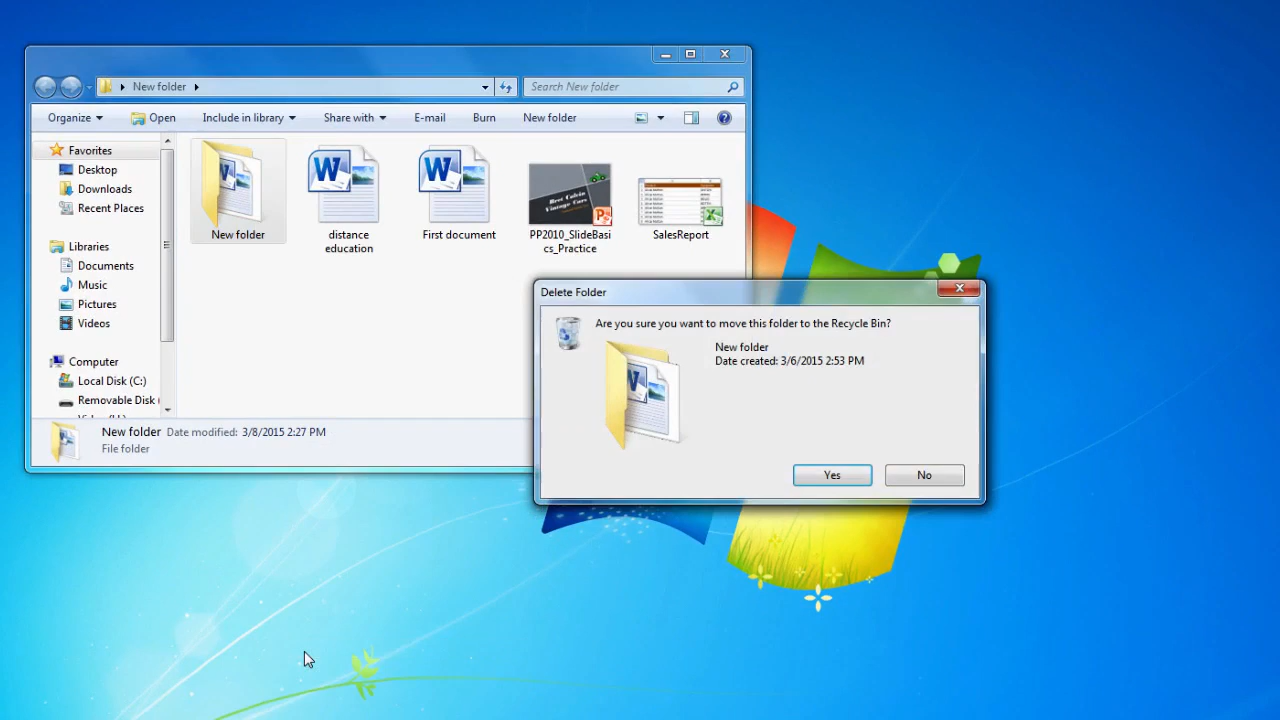 New folder
Search New folder
Organize Open Include in library Share with E-mail Burn New folder
Favorites
Desktop
Downloads
Recent Places
Libraries
Documents
Music
Pictures
Videos
Computer
Local Disk (C:)
Removable Disk
New folder
distance
education
First document
PP2010_SlideBasi
cs_Practice
SalesReport
New folder Date modified: 3/8/2015 2:27 PM
File folder
Delete Folder
Are you sure you want to move this folder to the Recycle Bin?
New folder
Date created: 3/6/2015 2:53 PM
Yes No